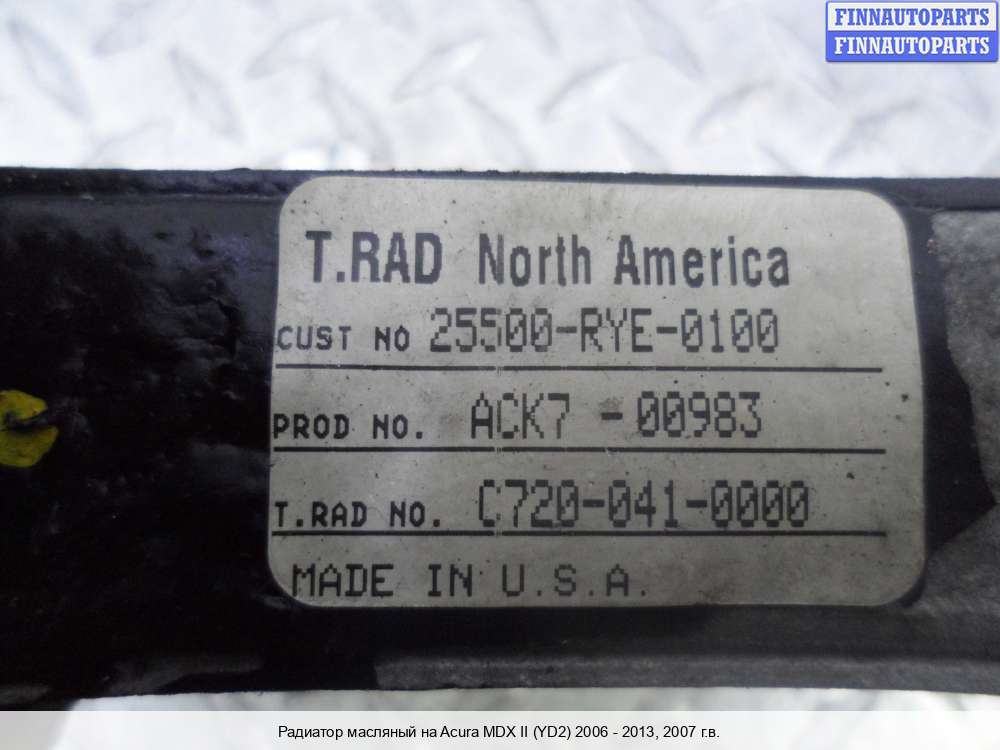 FINNAUTOPARTS
FINNAUTOPARTS
T.RAD North America
CUST NO 25500-RYE-0100
PROD NO. ACK7 -00983
T.RAD NO. C720-041-0000
MADE IN U.S.A.
Радиатор масляный на Acura MDX II (YD2) 2006 - 2013, 2007 г.в.